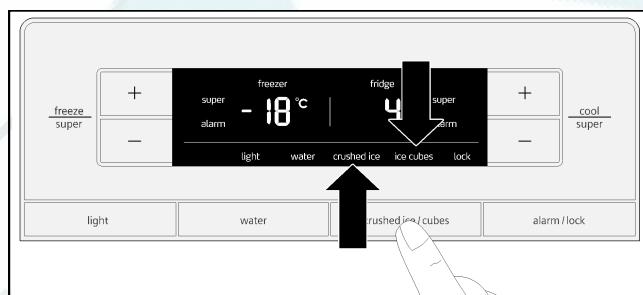 freezer fridge
super - 18 °C 4 super
alarm
light water crushed ice ice cubes lock
+ +
freeze
super
cool
super
- -
light water crushed ice / cubes alarm / lock